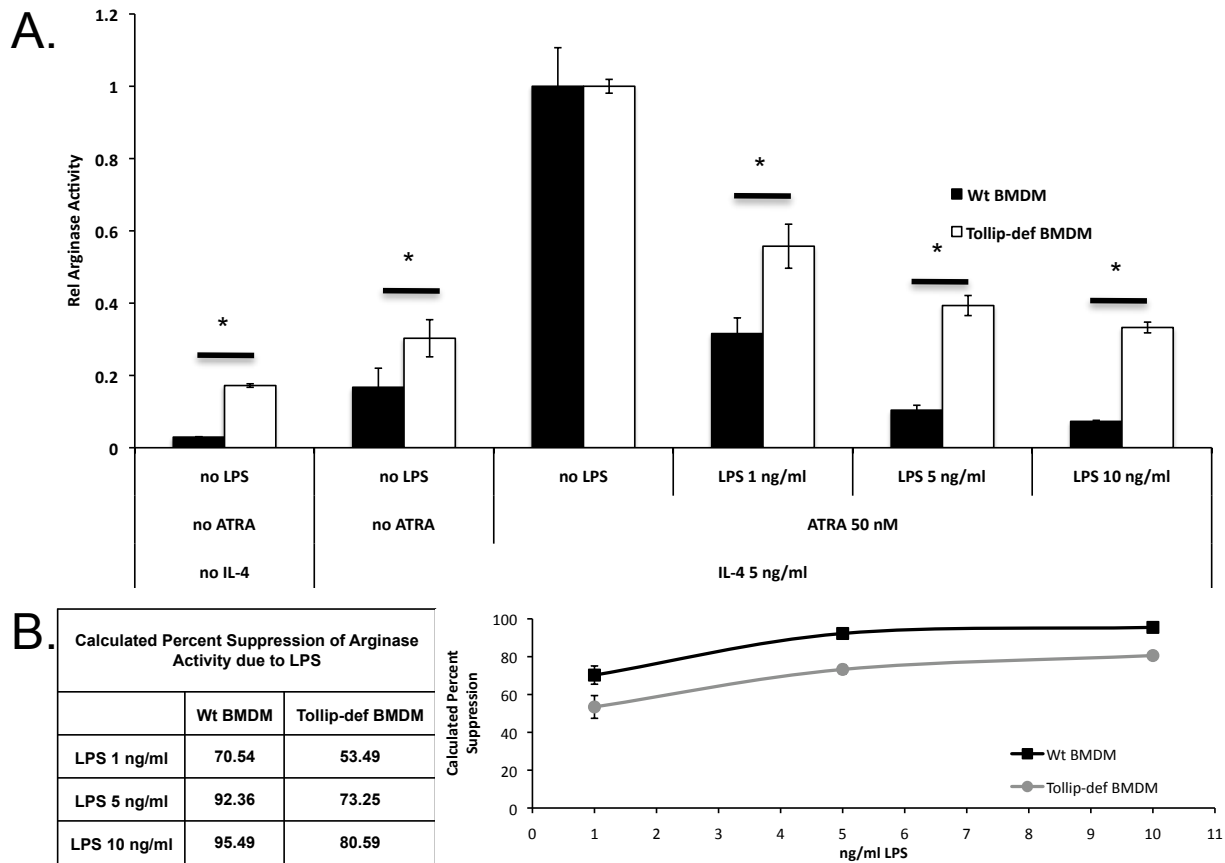 A.
Rel Arginase Activity
1.2
1
0.8
0.6
0.4
0.2
0
*
*
*
*
*
Wt BMDM
Tollip-def BMDM
no LPS
no LPS
no LPS
LPS 1 ng/ml
LPS 5 ng/ml
LPS 10 ng/ml
no ATRA
no ATRA
ATRA 50 nM
no IL-4
IL-4 5 ng/ml
B.
Calculated Percent Suppression of Arginase
Activity due to LPS
Wt BMDM Tollip-def BMDM
LPS 1 ng/ml 70.54 53.49
LPS 5 ng/ml 92.36 73.25
LPS 10 ng/ml 95.49 80.59
Calculated Percent
Suppression
100
80
60
40
20
0
Wt BMDM
Tollip-def BMDM
0 1 2 3 4 5 6 7 8 9 10 11
ng/ml LPS